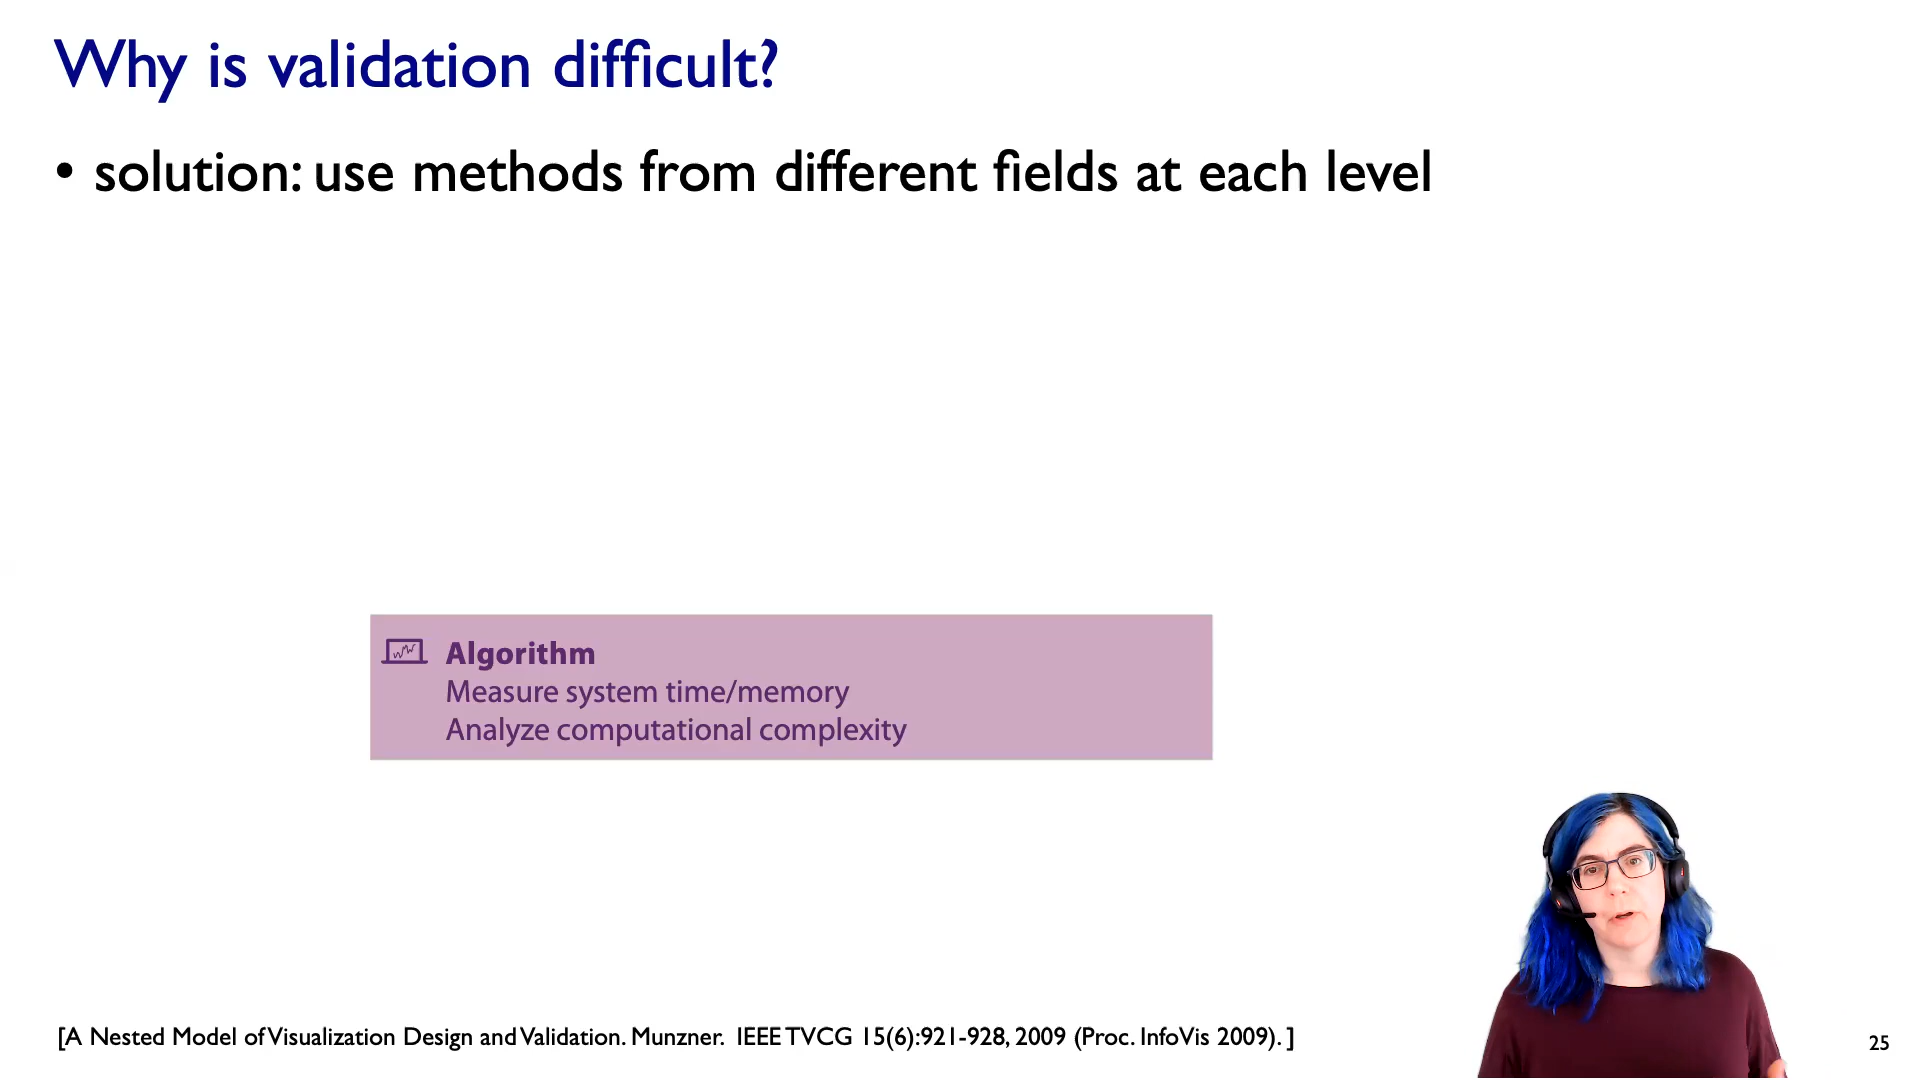 Why is validation difficult?
• solution: use methods from different fields at each level
Algorithm
Measure system time/memory
Analyze computational complexity
[A Nested Model of Visualization Design and Validation. Munzner. IEEE TVCG 15(6):921-928, 2009 (Proc. InfoVis 2009). ]
25